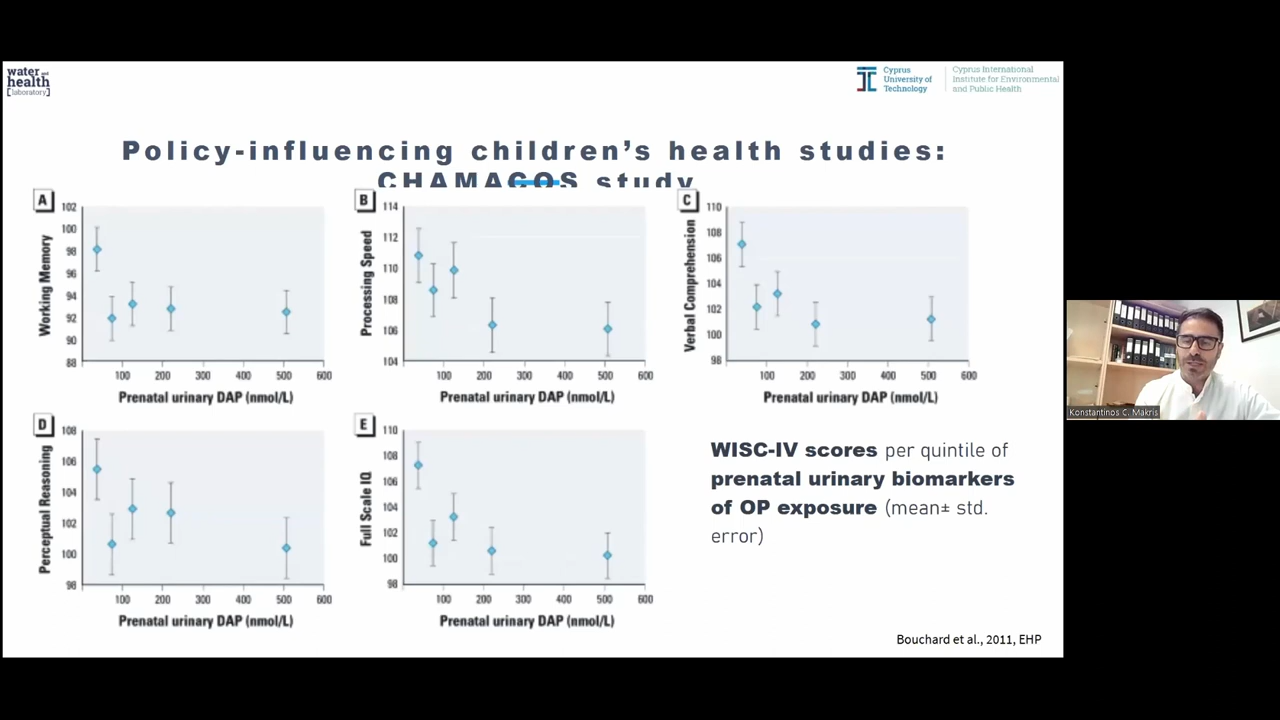 water and
health
[laboratory]
Cyprus
University of
Technology
Cyprus International
Institute for Environmental
and Public Health
Policy-influencing children's health studies:
CHAMACOS study
A
Working Memory
102
100
98
96
94
92
90
88
100 200 300 400 500 600
Prenatal urinary DAP (nmol/L)
B
Processing Speed
114
112
110
108
106
104
100 200 300 400 500 600
Prenatal urinary DAP (nmol/L)
C
Verbal Comprehension
110
108
106
104
102
100
98
100 200 300 400 500 600
Prenatal urinary DAP (nmol/L)
D
Perceptual Reasoning
108
106
104
102
100
98
100 200 300 400 500 600
Prenatal urinary DAP (nmol/L)
E
Full Scale IQ
110
108
106
104
102
100
98
100 200 300 400 500 600
Prenatal urinary DAP (nmol/L)
WISC-IV scores per quintile of
prenatal urinary biomarkers
of OP exposure (mean± std.
error)
Bouchard et al., 2011, EHP
Konstantinos C. Makris